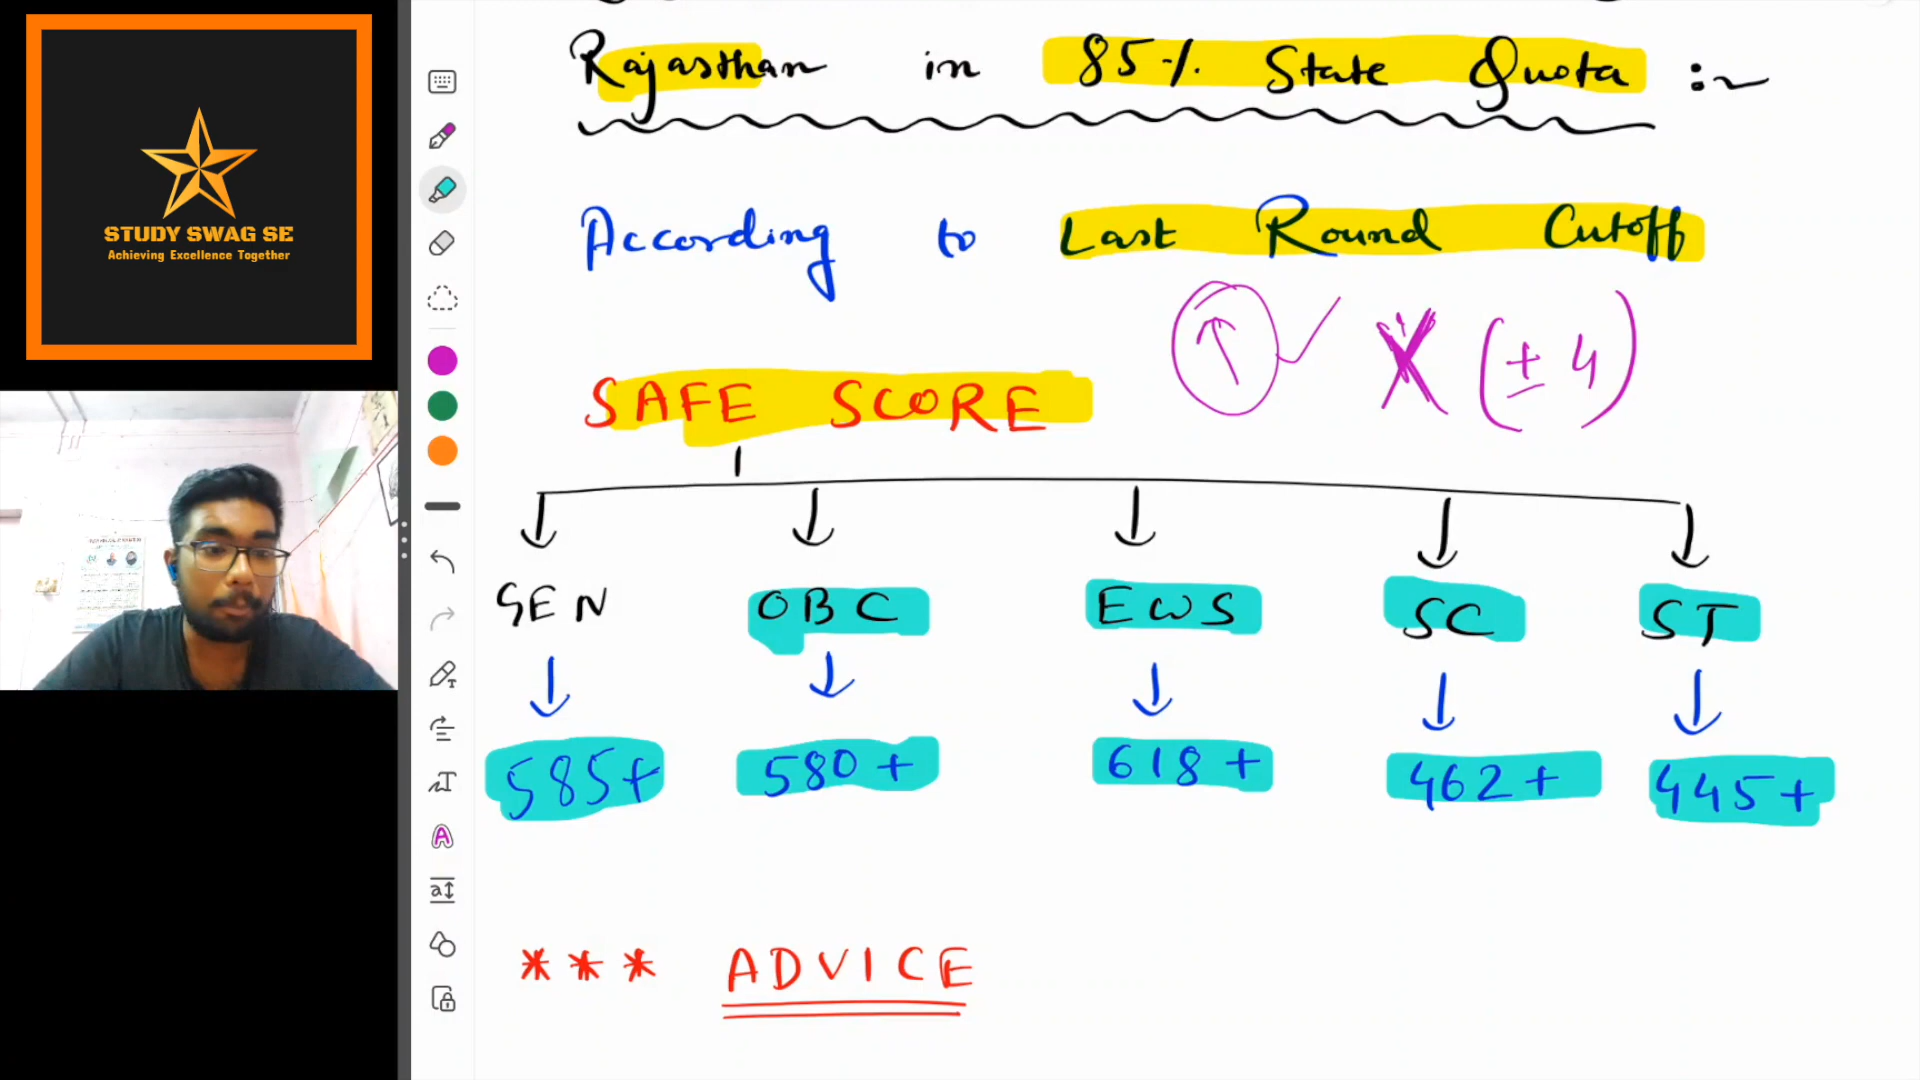 STUDY SWAG SE
Achieving Excellence Together
Rajasthan in 85% State Quota :~
According to Last Round Cutoff
↑ ✓ X (± 4)
SAFE SCORE
GEN OBC EWS SC ST
585+ 580+ 618+ 462+ 445+
*** ADVICE